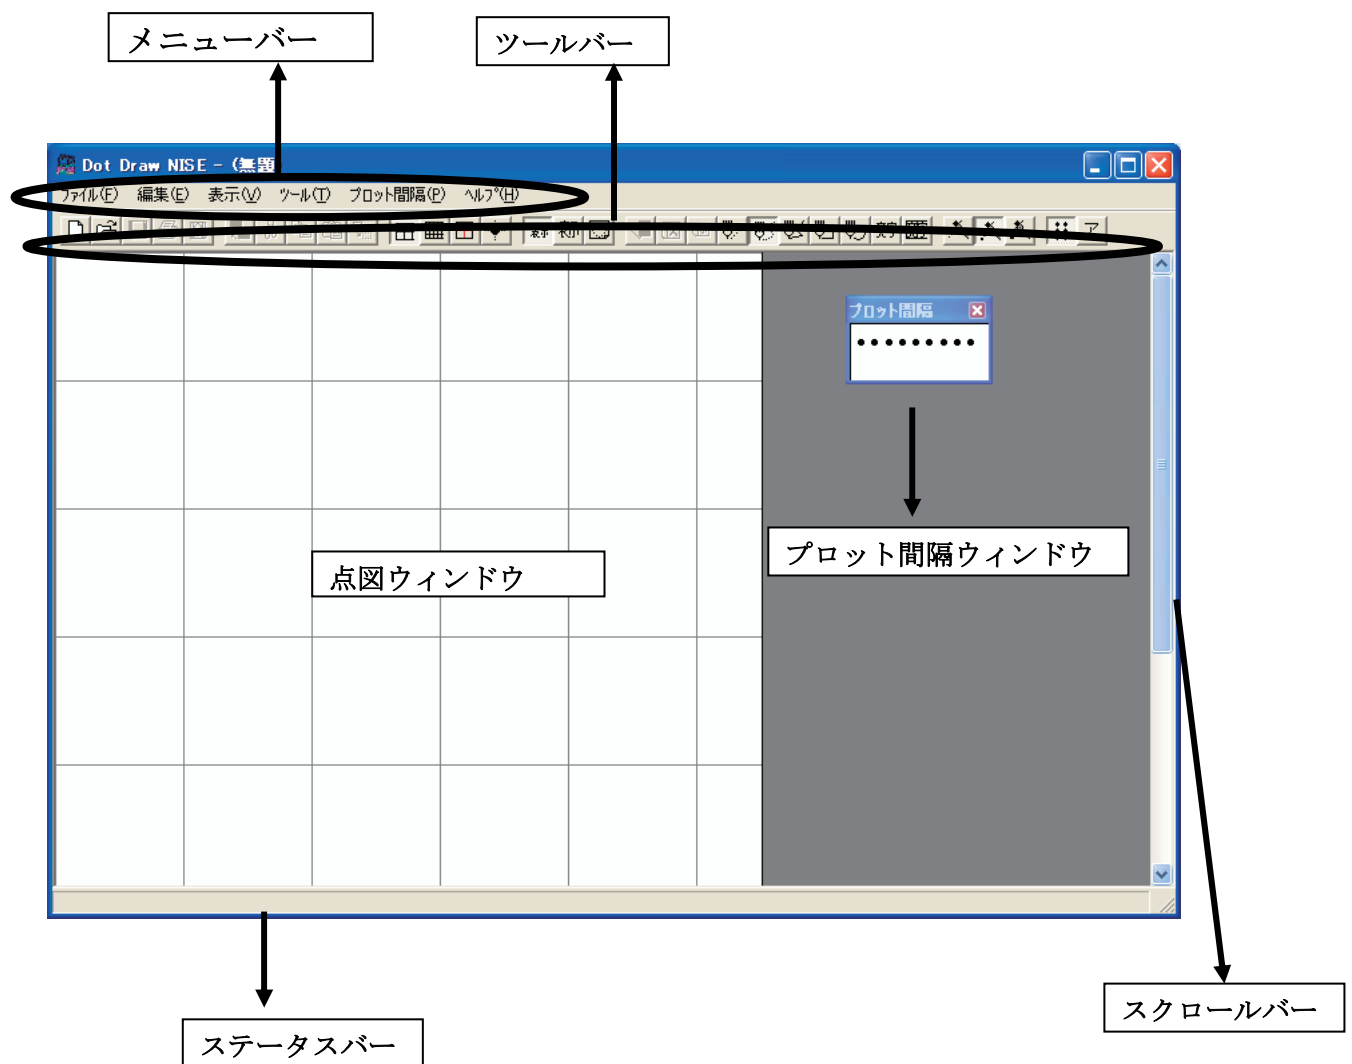 メニューバー
ツールバー
Dot Draw NISE - (無題
ファイル(F) 編集(E) 表示(V) ツール(T) プロット間隔(P) ヘルプ(H)
プロット間隔
プロット間隔ウィンドウ
点図ウィンドウ
スクロールバー
ステータスバー